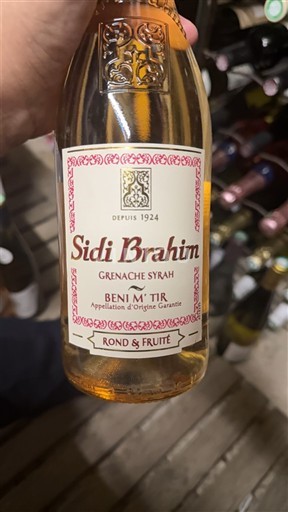 DEPUIS 1924
Sidi Brahim
GRENACHE SYRAH
BENI M' TIR
Appellation d'Origine Garantie
ROND & FRUITÉ